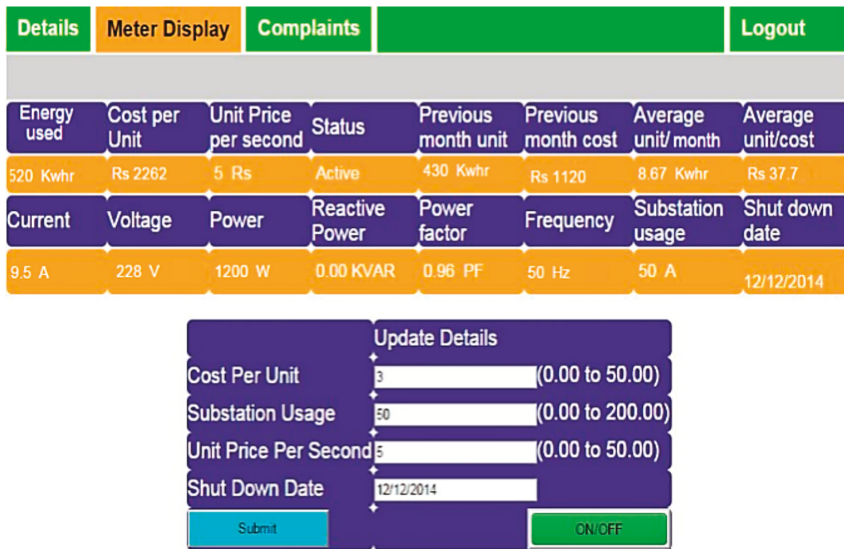 Details Meter Display Complaints Logout
Energy used Cost per Unit Unit Price per second Status Previous month unit Previous month cost Average unit/ month Average unit/cost
520 Kwhr Rs 2262 5 Rs Active 430 Kwhr Rs 1120 8.67 Kwhr Rs 37.7
Current Voltage Power Reactive Power Power factor Frequency Substation usage Shut down date
9.5 A 228 V 1200 W 0.00 KVAR 0.96 PF 50 Hz 50 A 12/12/2014
Update Details
Cost Per Unit 3 (0.00 to 50.00)
Substation Usage 50 (0.00 to 200.00)
Unit Price Per Second 5 (0.00 to 50.00)
Shut Down Date 12/12/2014
Submit ON/OFF